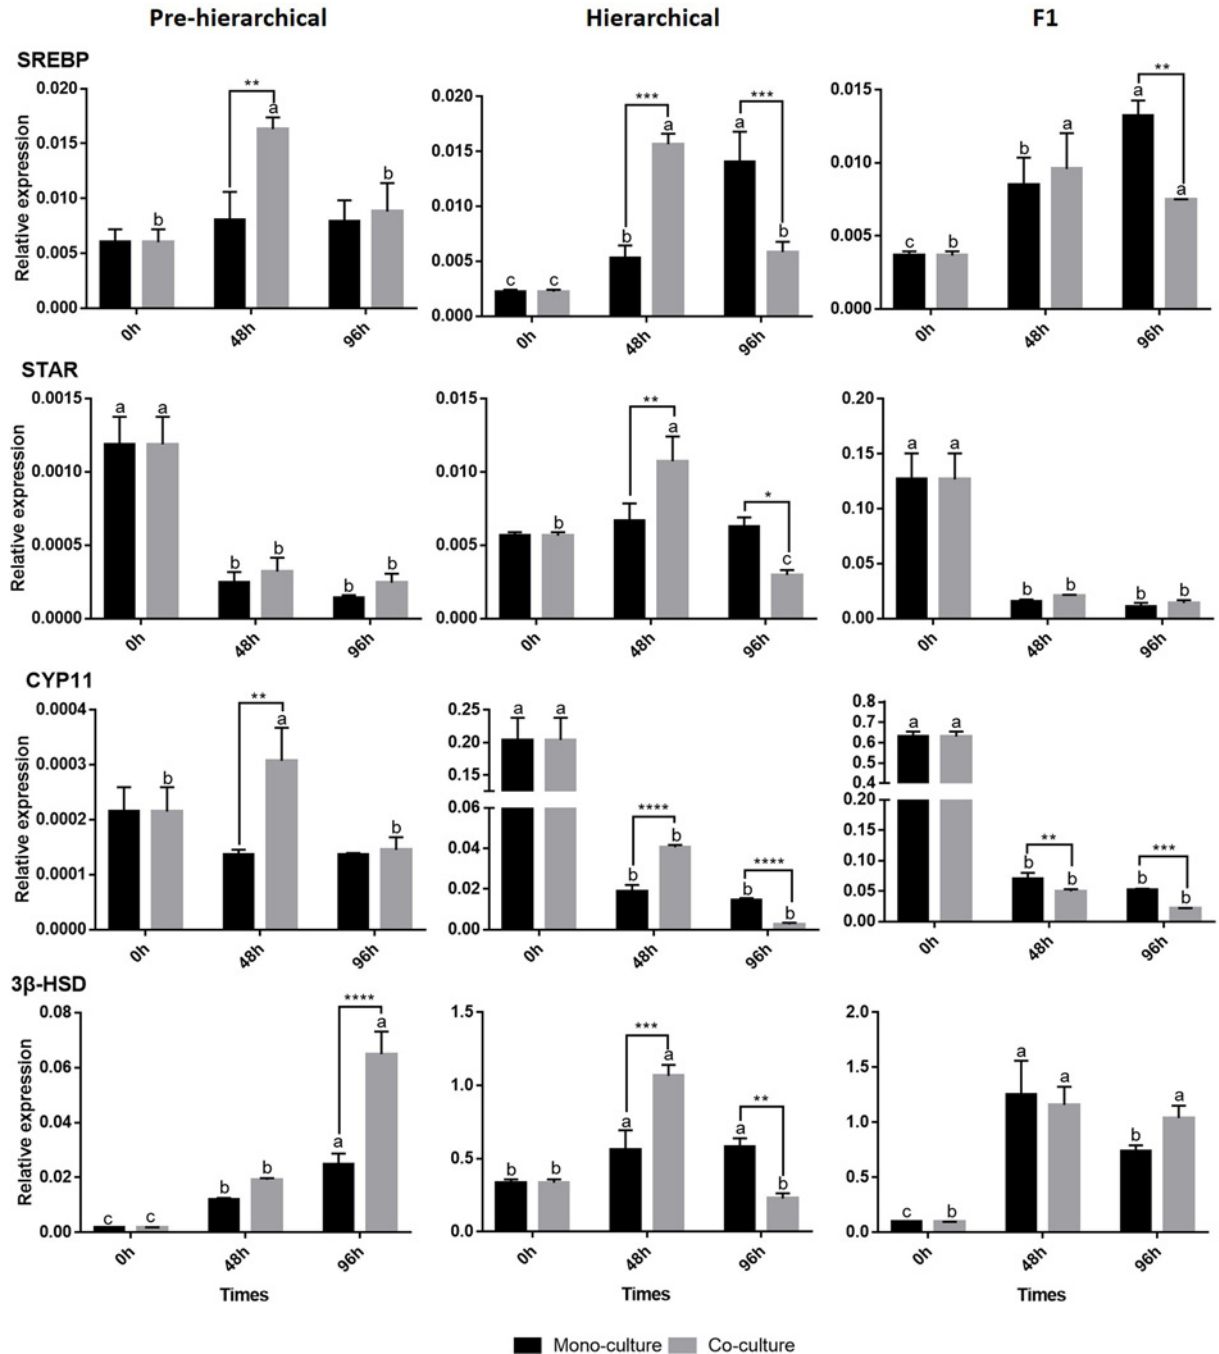 Pre-hierarchical Hierarchical F1
SREBP
Relative expression
0.020
0.015
0.010
0.005
0.000
b
**
a
b
0h 48h 96h
0.020
0.015
0.010
0.005
0.000
c c
b
***
a
a
***
b
0h 48h 96h
0.015
0.010
0.005
0.000
c b
b
a
a
**
a
0h 48h 96h
STAR
Relative expression
0.0015
0.0010
0.0005
0.0000
a a
b b
b b
0h 48h 96h
0.015
0.010
0.005
0.000
b
**
a
*
c
0h 48h 96h
0.20
0.15
0.10
0.05
0.00
a a
b b
b b
0h 48h 96h
CYP11
Relative expression
0.0004
0.0003
0.0002
0.0001
0.0000
b
**
a
b
0h 48h 96h
0.25
0.20
0.15
0.06
0.04
0.02
0.00
a a
****
b b
****
b b
0h 48h 96h
0.8
0.7
0.6
0.5
0.4
0.20
0.15
0.10
0.05
0.00
a a
**
b b
***
b b
0h 48h 96h
3β-HSD
Relative expression
0.08
0.06
0.04
0.02
0.00
c c
b b
****
a a
0h 48h 96h
Times
1.5
1.0
0.5
0.0
b b
***
a a
**
a b
0h 48h 96h
Times
2.0
1.5
1.0
0.5
0.0
c b
a a
b a
0h 48h 96h
Times
Mono-culture Co-culture